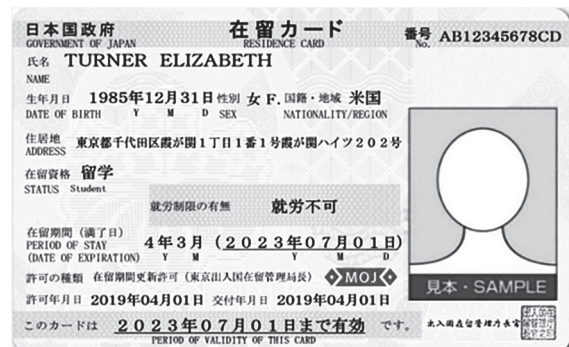 日本国政府 在留カード 番号 AB12345678CD
GOVERNMENT OF JAPAN RESIDENCE CARD No.
氏名 TURNER ELIZABETH
NAME
生年月日 1985年12月31日 性別 女 F. 国籍・地域 米国
DATE OF BIRTH Y M D SEX NATIONALITY/REGION
住居地 東京都千代田区霞が関1丁目1番1号霞が関ハイツ202号
ADDRESS
在留資格 留学
STATUS Student
就労制限の有無 就労不可
在留期間(満了日)
PERIOD OF STAY 4年3月 (2023年07月01日)
(DATE OF EXPIRATION) Y M Y M D
許可の種類 在留期間更新許可(東京出入国在留管理局長) MOJ
見本・SAMPLE
許可年月日 2019年04月01日 交付年月日 2019年04月01日
このカードは 2023年07月01日まで有効 です。 出入国在留管理庁長官
PERIOD OF VALIDITY OF THIS CARD